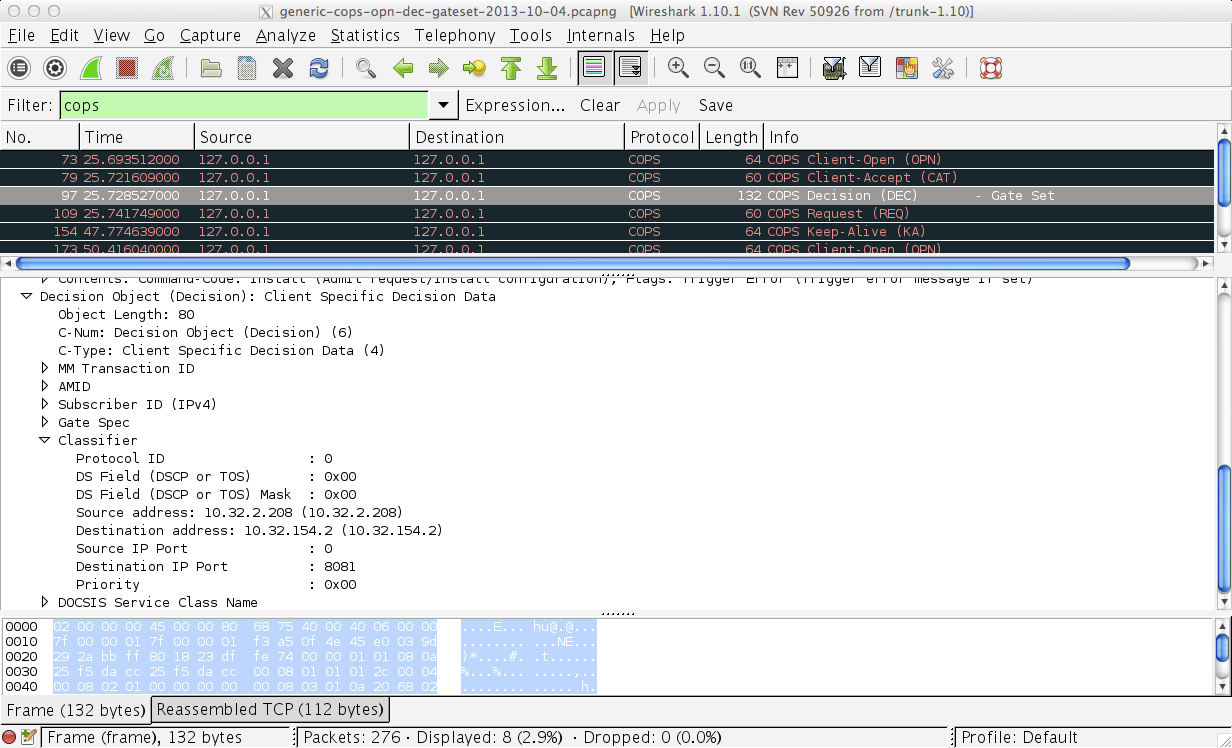 generic-cops-opn-dec-gateset-2013-10-04.pcapng [Wireshark 1.10.1 (SVN Rev 50926 from /trunk-1.10)]
File Edit View Go Capture Analyze Statistics Telephony Tools Internals Help
Filter: cops Expression... Clear Apply Save
No. Time Source Destination Protocol Length Info
73 25.693512000 127.0.0.1 127.0.0.1 COPS 64 COPS Client-Open (OPN)
79 25.721609000 127.0.0.1 127.0.0.1 COPS 60 COPS Client-Accept (CAT)
97 25.728527000 127.0.0.1 127.0.0.1 COPS 132 COPS Decision (DEC) - Gate Set
109 25.741749000 127.0.0.1 127.0.0.1 COPS 60 COPS Request (REQ)
154 47.774639000 127.0.0.1 127.0.0.1 COPS 64 COPS Keep-Alive (KA)
173 50.416040000 127.0.0.1 127.0.0.1 COPS 64 COPS Client-Open (OPN)
Contents: Command-Code: Install (Admit request/Install configuration), Flags: Trigger Error (Trigger error message if set)
Decision Object (Decision): Client Specific Decision Data
Object Length: 80
C-Num: Decision Object (Decision) (6)
C-Type: Client Specific Decision Data (4)
MM Transaction ID
AMID
Subscriber ID (IPv4)
Gate Spec
Classifier
Protocol ID : 0
DS Field (DSCP or TOS) : 0x00
DS Field (DSCP or TOS) Mask : 0x00
Source address: 10.32.2.208 (10.32.2.208)
Destination address: 10.32.154.2 (10.32.154.2)
Source IP Port : 0
Destination IP Port : 8081
Priority : 0x00
DOCSIS Service Class Name
0000 02 00 00 00 45 00 00 80 68 75 40 00 40 06 00 00 ....E... hu@.@...
0010 7f 00 00 01 7f 00 00 01 f3 a5 0f 4e 45 e0 03 9d ........ ...NE...
0020 29 2a bb ff 80 18 23 df fe 74 00 00 01 01 08 0a )*....#. .t......
0030 25 f5 da cc 25 f5 da cc 00 08 01 01 01 2c 00 04 %...%... .....,..
0040 00 08 02 01 00 00 00 00 00 08 03 01 0a 20 68 02 ........ ..... h.
Frame (132 bytes) Reassembled TCP (112 bytes)
Frame (frame), 132 bytes Packets: 276 · Displayed: 8 (2.9%) · Dropped: 0 (0.0%) Profile: Default